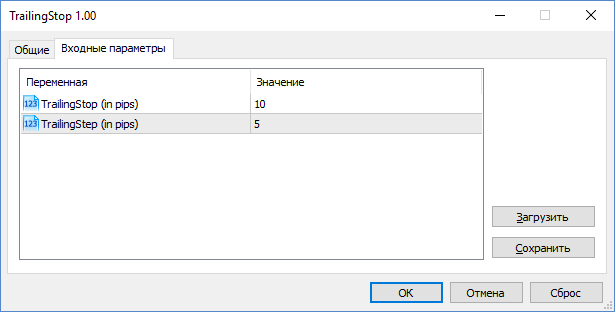 TrailingStop 1.00
Общие Входные параметры
Переменная Значение
123 TrailingStop (in pips) 10
123 TrailingStep (in pips) 5
Загрузить
Сохранить
ОК Отмена Сброс